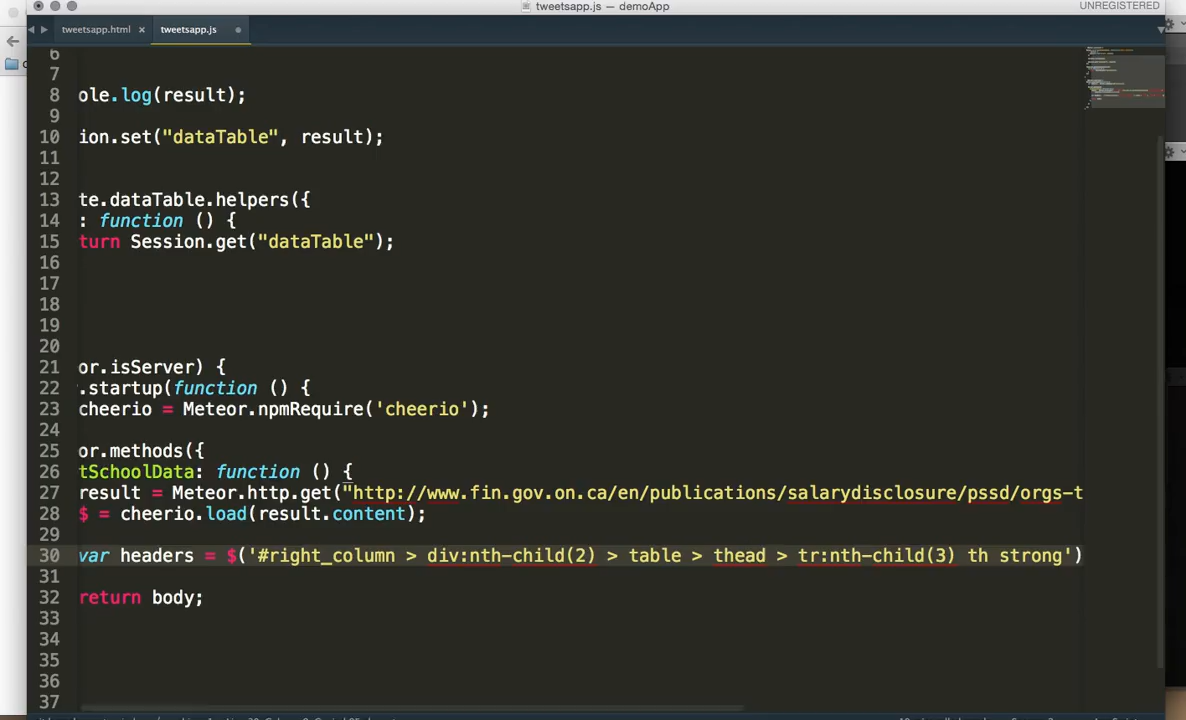 tweetsapp.js — demoApp
UNREGISTERED
tweetsapp.html
tweetsapp.js
6
7
8 ole.log(result);
9
10 ion.set("dataTable", result);
11
12
13 te.dataTable.helpers({
14 : function () {
15 turn Session.get("dataTable");
16
17
18
19
20
21 or.isServer) {
22 .startup(function () {
23 cheerio = Meteor.npmRequire('cheerio');
24
25 or.methods({
26 tSchoolData: function () {
27 result = Meteor.http.get("http://www.fin.gov.on.ca/en/publications/salarydisclosure/pssd/orgs-t
28 $ = cheerio.load(result.content);
29
30 var headers = $('#right_column > div:nth-child(2) > table > thead > tr:nth-child(3) th strong')
31
32 return body;
33
34
35
36
37